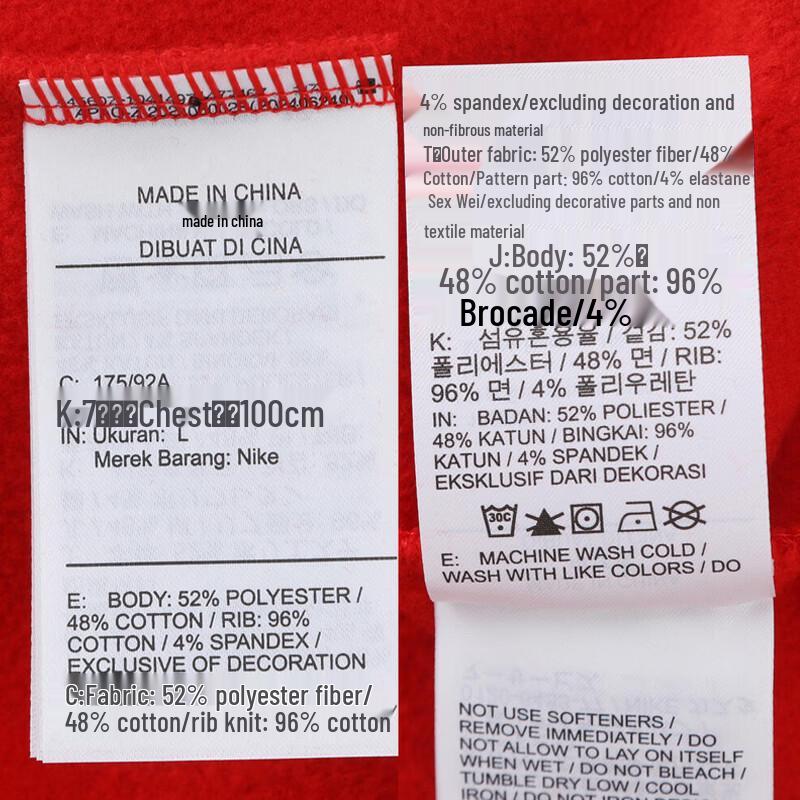 MADE IN CHINA
made in china
DIBUAT DI CINA
C: 175/92A
K:7 Chest 100cm
IN: Ukuran: L
Merek Barang: Nike
E: BODY: 52% POLYESTER /
48% COTTON / RIB: 96%
COTTON / 4% SPANDEX /
EXCLUSIVE OF DECORATION
C:Fabric: 52% polyester fiber/
48% cotton/rib knit: 96% cotton
4% spandex/excluding decoration and
non-fibrous material
T Outer fabric: 52% polyester fiber/48%
Cotton/Pattern part: 96% cotton/4% elastane
Sex Wei/excluding decorative parts and non
textile material
J:Body: 52%
48% cotton/part: 96%
Brocade/4%
K: 섬유혼용율 / 겉감: 52%
폴리에스터 / 48% 면 / RIB:
96% 면 / 4% 폴리우레탄
IN: BADAN: 52% POLIESTER /
48% KATUN / BINGKAI: 96%
KATUN / 4% SPANDEK /
EKSKLUSIF DARI DEKORASI
30C
E: MACHINE WASH COLD /
WASH WITH LIKE COLORS / DO
NOT USE SOFTENERS /
REMOVE IMMEDIATELY / DO
NOT ALLOW TO LAY ON ITSELF
WHEN WET / DO NOT BLEACH /
TUMBLE DRY LOW / COOL
IRON / DO NOT IRON